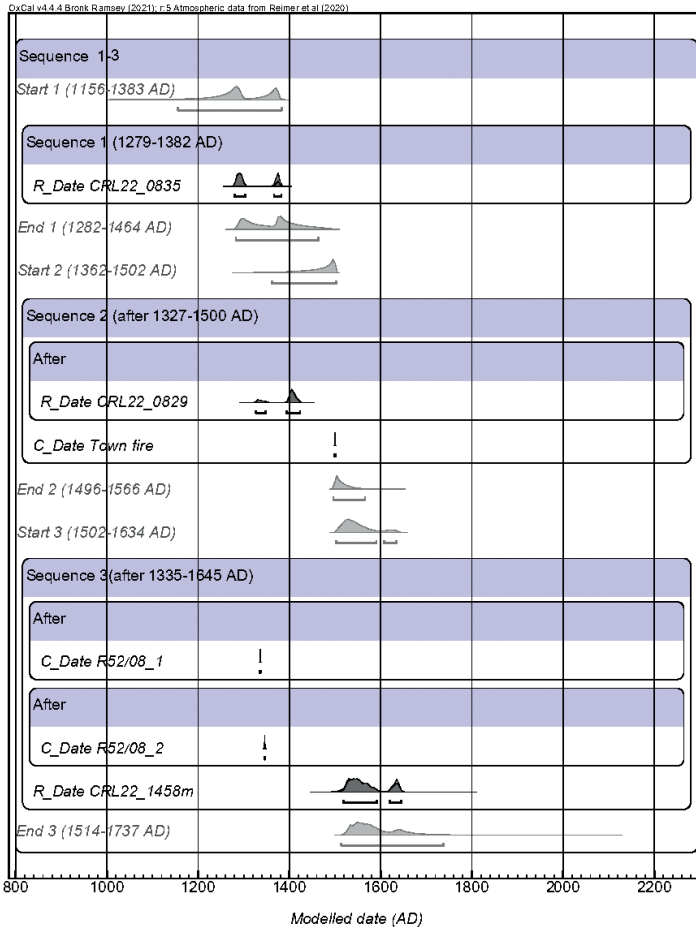 OxCal v4.4.4 Bronk Ramsey (2021); r:5 Atmospheric data from Reimer et al (2020)
Sequence 1-3
Start 1 (1156-1383 AD)
Sequence 1 (1279-1382 AD)
R_Date CRL22_0835
End 1 (1282-1464 AD)
Start 2 (1362-1502 AD)
Sequence 2 (after 1327-1500 AD)
After
R_Date CRL22_0829
C_Date Town fire
End 2 (1496-1566 AD)
Start 3 (1502-1634 AD)
Sequence 3(after 1335-1645 AD)
After
C_Date R52/08_1
After
C_Date R52/08_2
R_Date CRL22_1458m
End 3 (1514-1737 AD)
800 1000 1200 1400 1600 1800 2000 2200
Modelled date (AD)